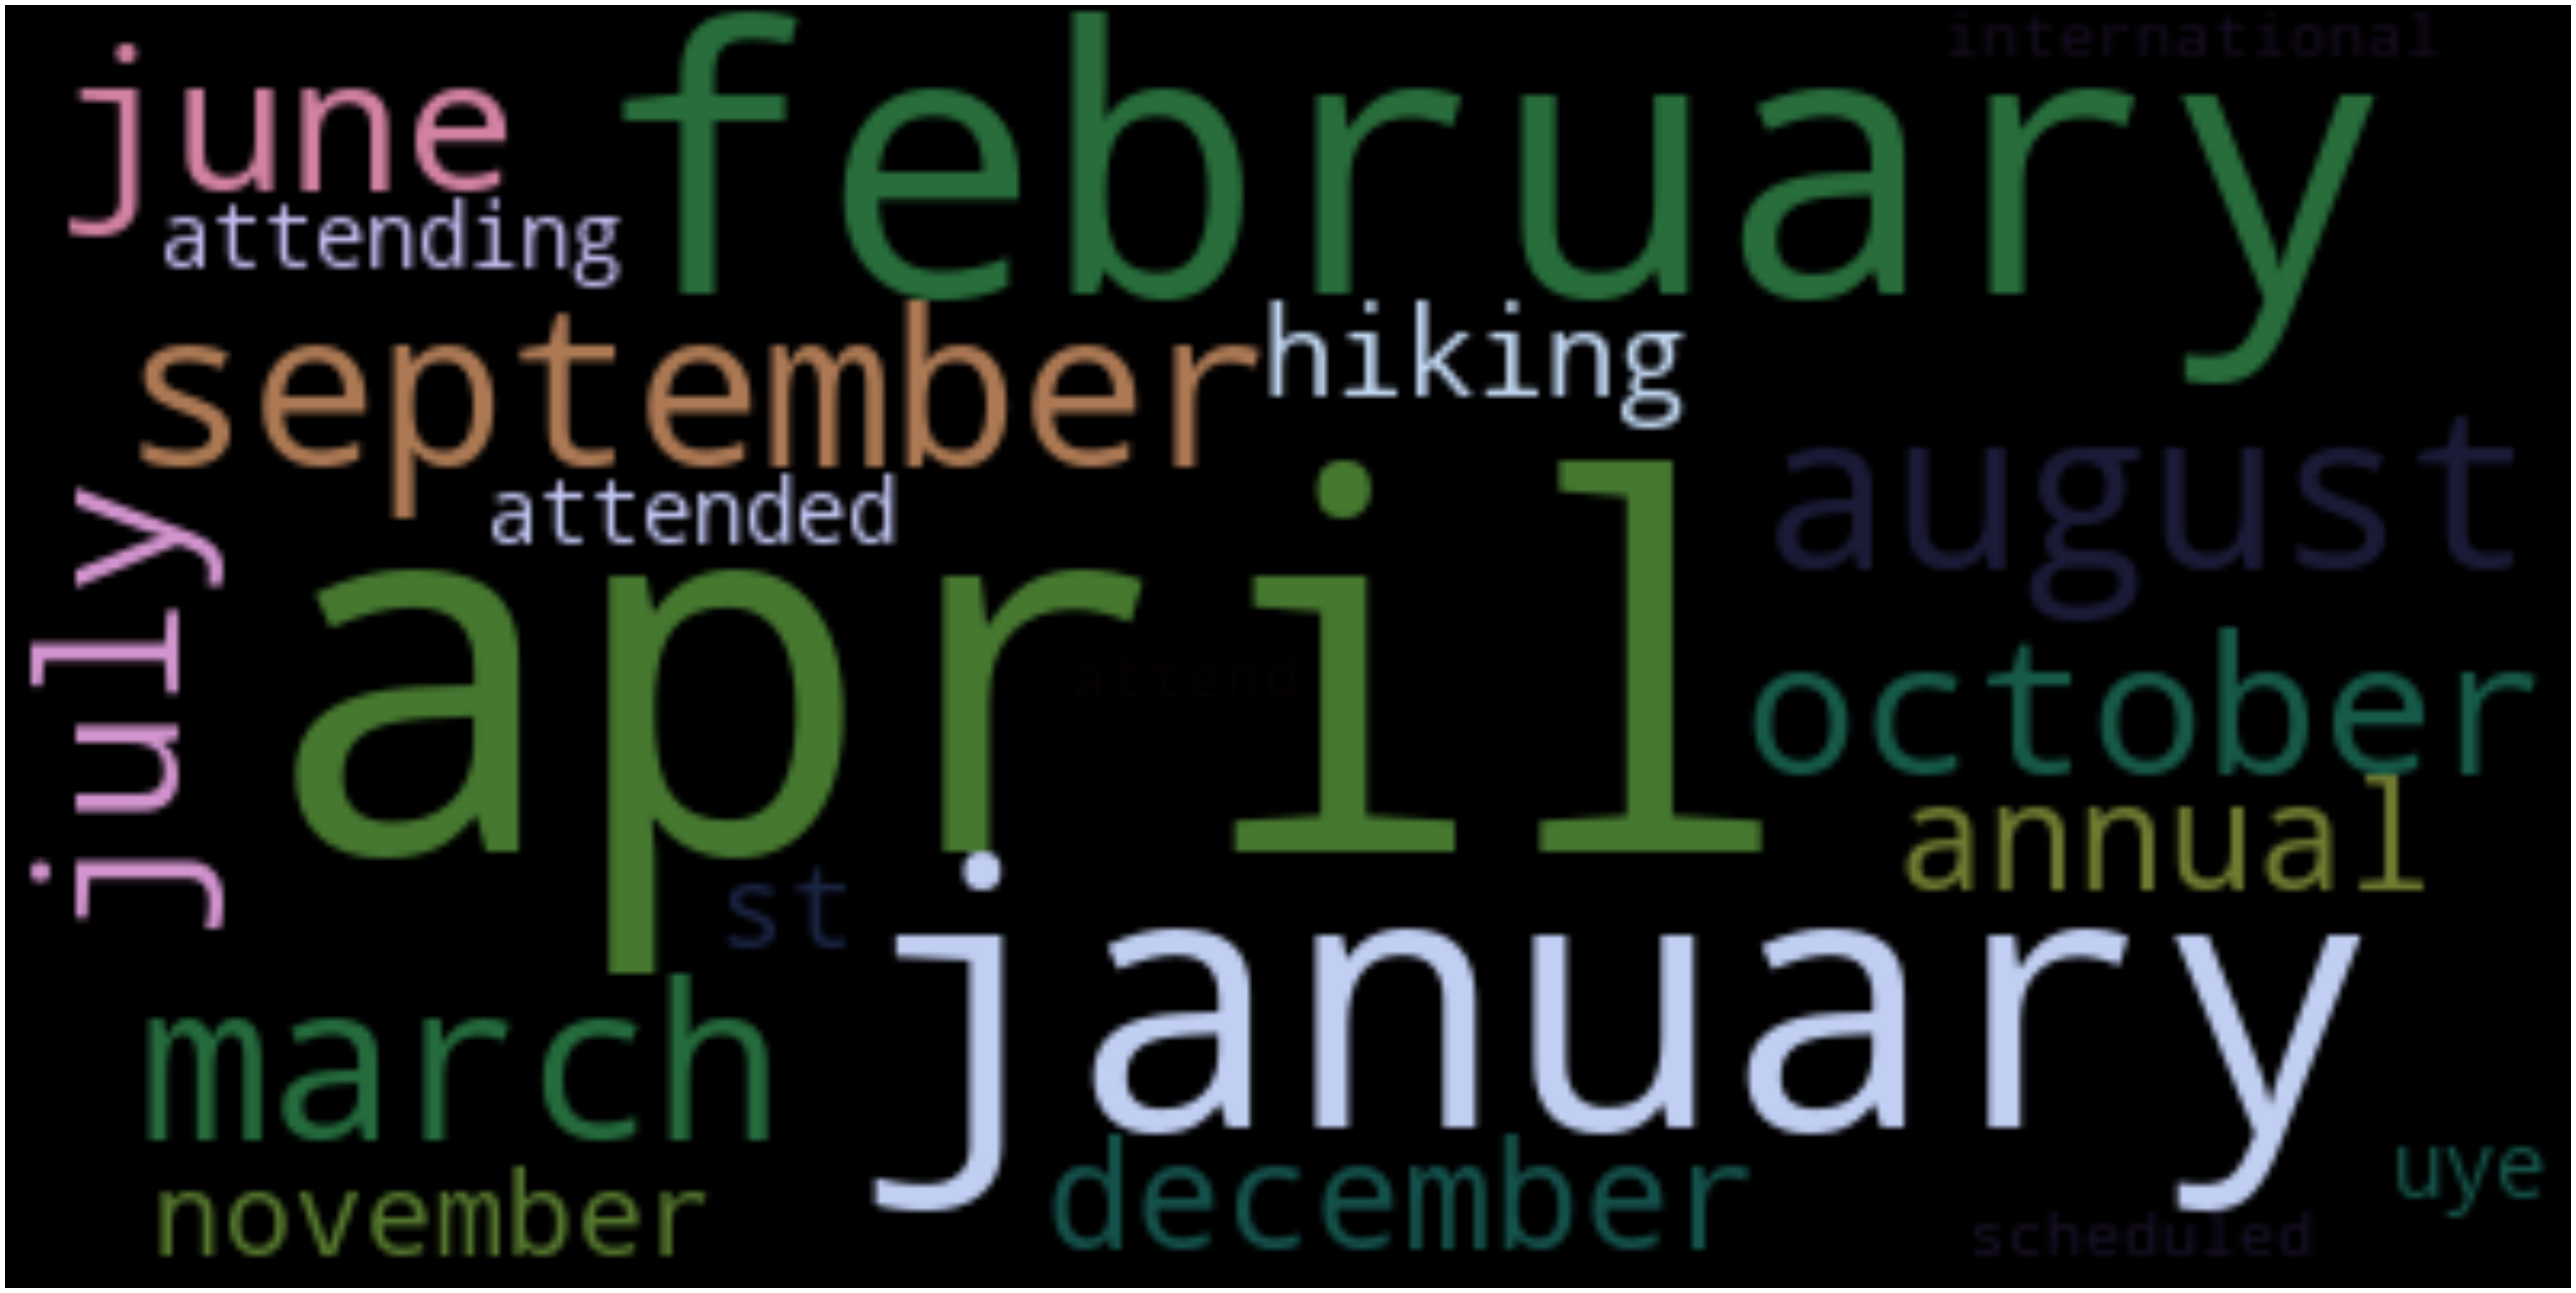 international
june
february
attending
september
hiking
attended
august
july
april
attend
october
annual
st
january
march
december
uye
november
scheduled